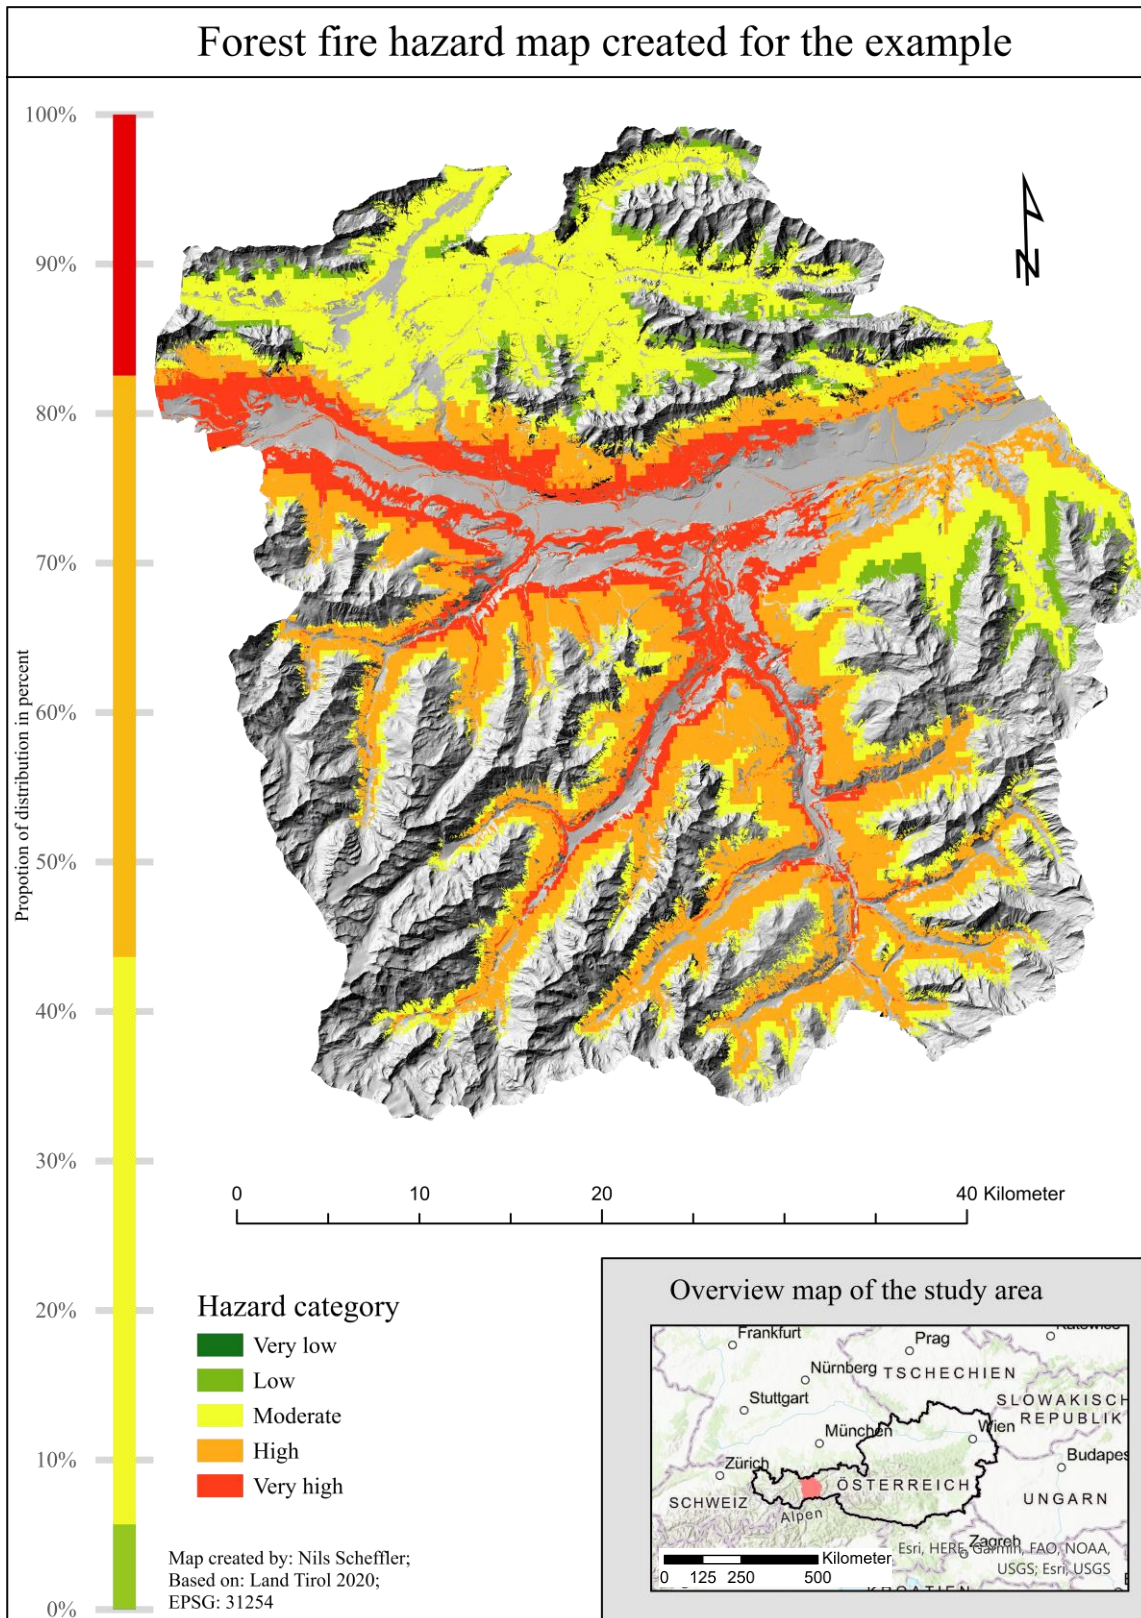 Forest fire hazard map created for the example
100%
90%
80%
70%
60%
50%
40%
30%
20%
10%
0%
Propotion of distribution in percent
N
0 10 20 40 Kilometer
Hazard category
Very low
Low
Moderate
High
Very high
Map created by: Nils Scheffler;
Based on: Land Tirol 2020;
EPSG: 31254
Overview map of the study area
Frankfurt
Prag
Nürnberg
TSCHECHIEN
Stuttgart
SLOWAKISCH
REPUBLIK
München
Wien
Zürich
Budapes
ÖSTERREICH
SCHWEIZ
UNGARN
Alpen
Zagreb
Esri, HERE, Garmin, FAO, NOAA,
USGS; Esri, USGS
Kilometer
0 125 250 500